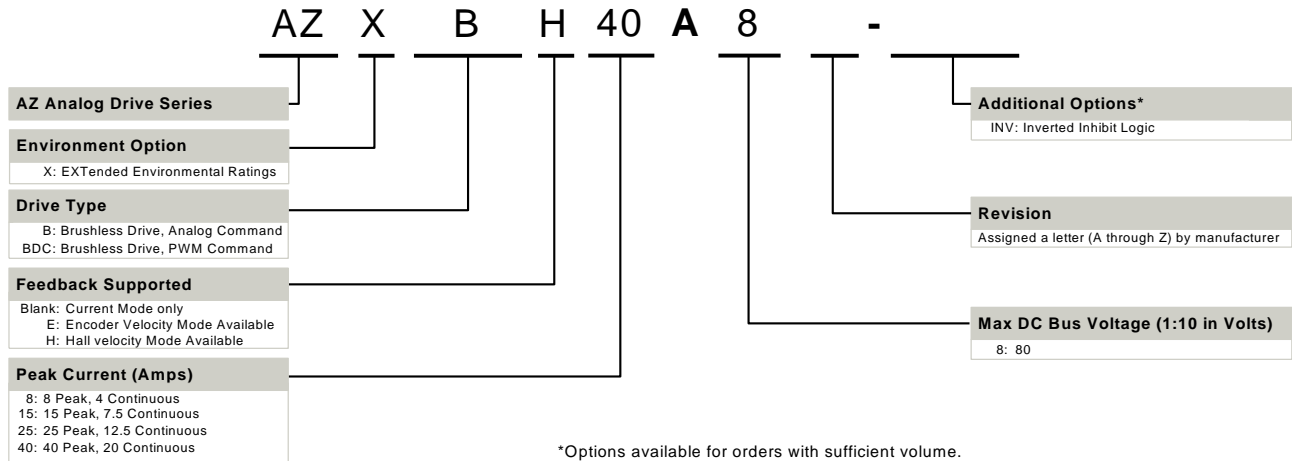 AZ X B H 40 A 8 -
AZ Analog Drive Series
Environment Option
X: EXTended Environmental Ratings
Drive Type
B: Brushless Drive, Analog Command
BDC: Brushless Drive, PWM Command
Feedback Supported
Blank: Current Mode only
E: Encoder Velocity Mode Available
H: Hall velocity Mode Available
Peak Current (Amps)
8: 8 Peak, 4 Continuous
15: 15 Peak, 7.5 Continuous
25: 25 Peak, 12.5 Continuous
40: 40 Peak, 20 Continuous
Additional Options*
INV: Inverted Inhibit Logic
Revision
Assigned a letter (A through Z) by manufacturer
Max DC Bus Voltage (1:10 in Volts)
8: 80
*Options available for orders with sufficient volume.